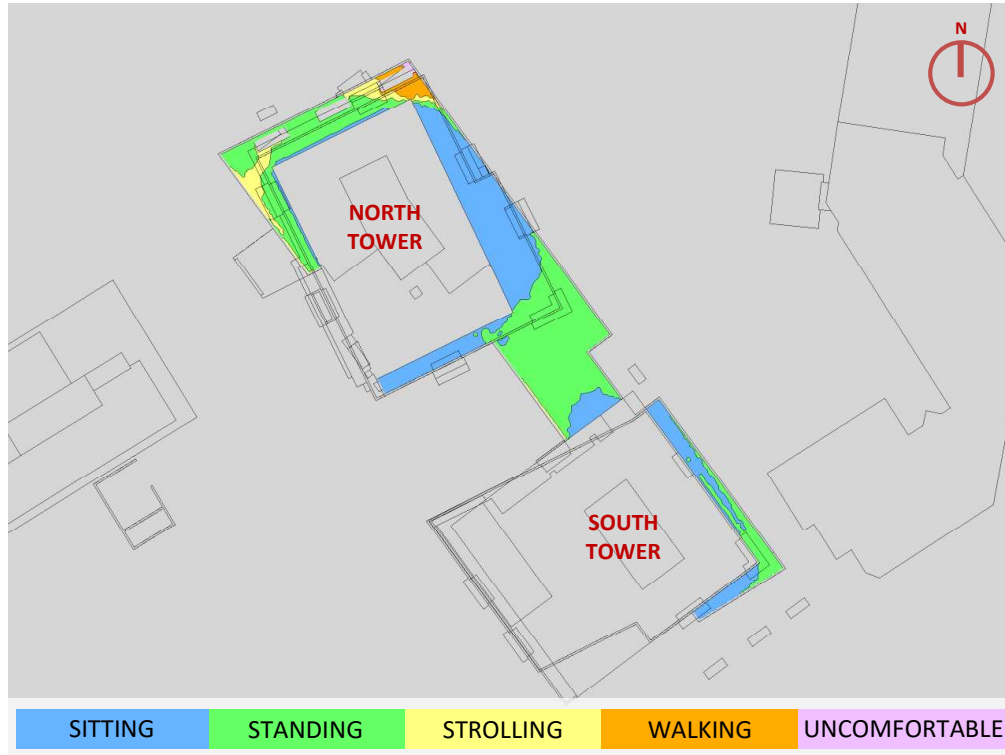 N
NORTH
TOWER
SOUTH
TOWER
SITTING STANDING STROLLING WALKING UNCOMFORTABLE